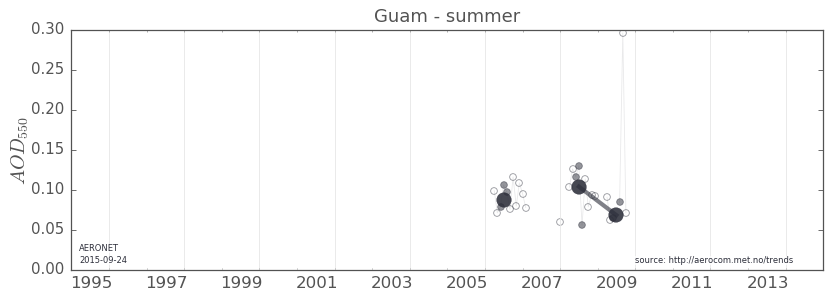 Guam - summer
0.30
0.25
0.20
0.15
0.10
0.05
0.00
AOD550
AERONET
2015-09-24
source: http://aerocom.met.no/trends
1995 1997 1999 2001 2003 2005 2007 2009 2011 2013